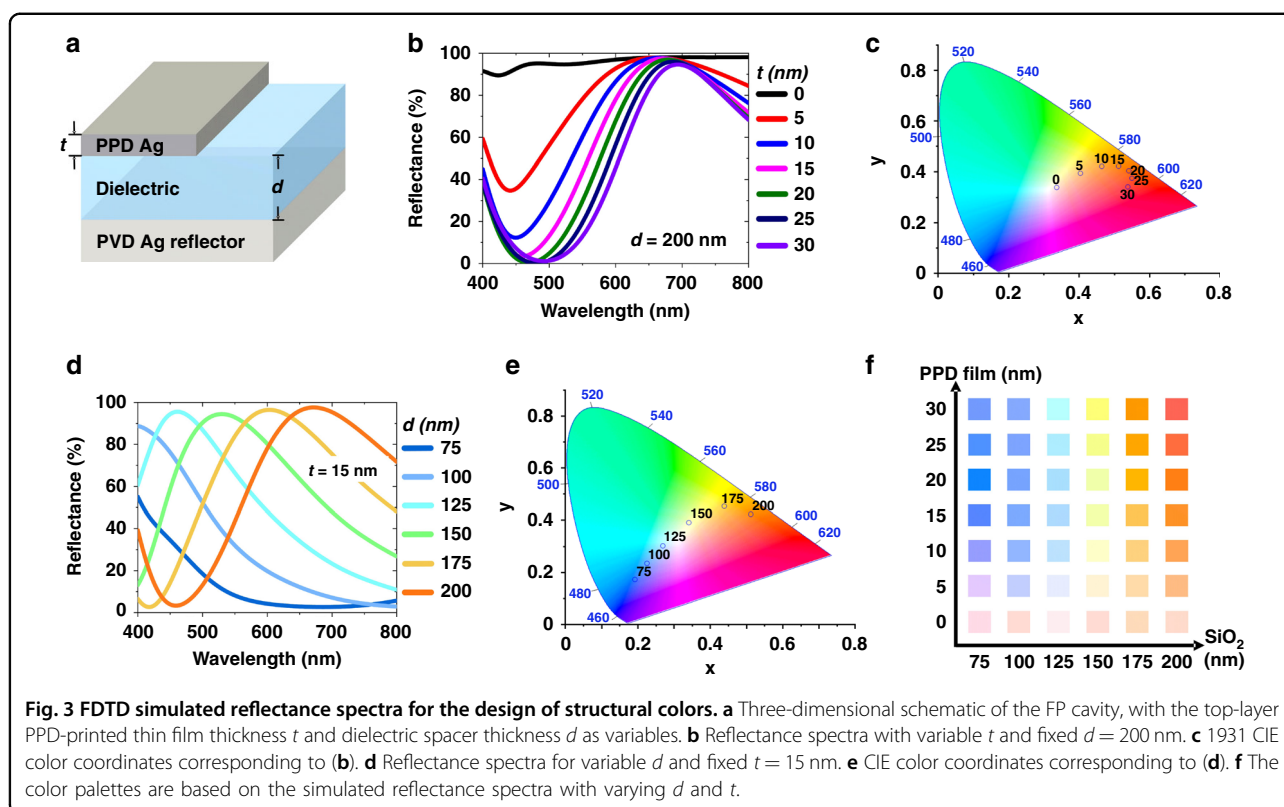 a
t
PPD Ag
Dielectric
d
PVD Ag reflector
b
100
80
60
40
20
0
Reflectance (%)
400 500 600 700 800
Wavelength (nm)
d = 200 nm
t (nm)
0
5
10
15
20
25
30
c
0.8
0.6
0.4
0.2
0
y
0 0.2 0.4 0.6 0.8
x
520
540
560
500
580
600
620
480
460
0
5
10
15
20
25
30
d
100
80
60
40
20
0
Reflectance (%)
400 500 600 700 800
Wavelength (nm)
t = 15 nm
d (nm)
75
100
125
150
175
200
e
0.8
0.6
0.4
0.2
0
y
0 0.2 0.4 0.6 0.8
x
520
540
560
500
580
600
620
480
460
75
100
125
150
175
200
f
PPD film (nm)
30
25
20
15
10
5
0
75 100 125 150 175 200
SiO₂
(nm)
Fig. 3 FDTD simulated reflectance spectra for the design of structural colors. a Three-dimensional schematic of the FP cavity, with the top-layer
PPD-printed thin film thickness t and dielectric spacer thickness d as variables. b Reflectance spectra with variable t and fixed d = 200 nm. c 1931 CIE
color coordinates corresponding to (b). d Reflectance spectra for variable d and fixed t = 15 nm. e CIE color coordinates corresponding to (d). f The
color palettes are based on the simulated reflectance spectra with varying d and t.